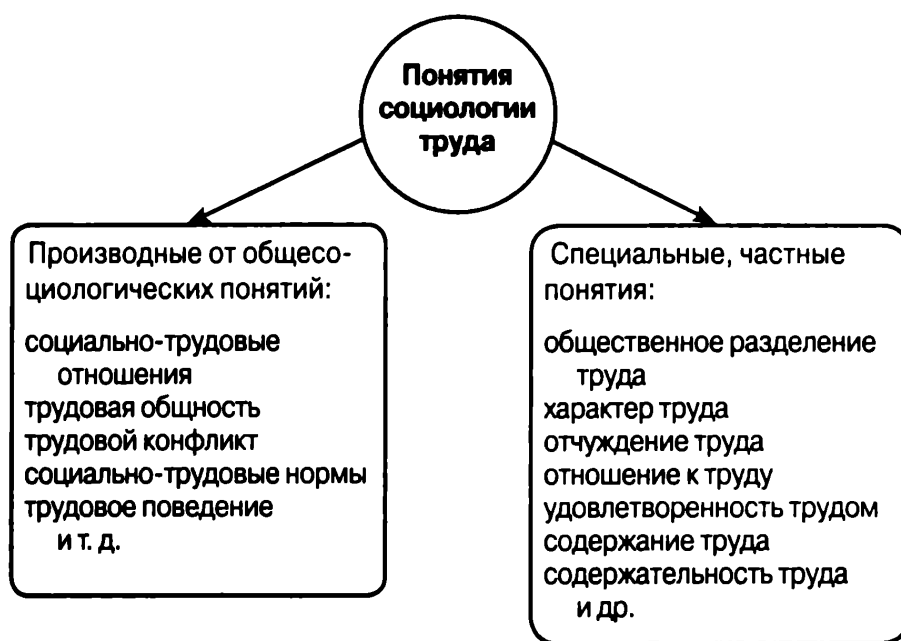 Понятия
социологии
труда
Производные от общесо-
циологических понятий:
социально-трудовые
отношения
трудовая общность
трудовой конфликт
социально-трудовые нормы
трудовое поведение
и т. д.
Специальные, частные
понятия:
общественное разделение
труда
характер труда
отчуждение труда
отношение к труду
удовлетворенность трудом
содержание труда
содержательность труда
и др.